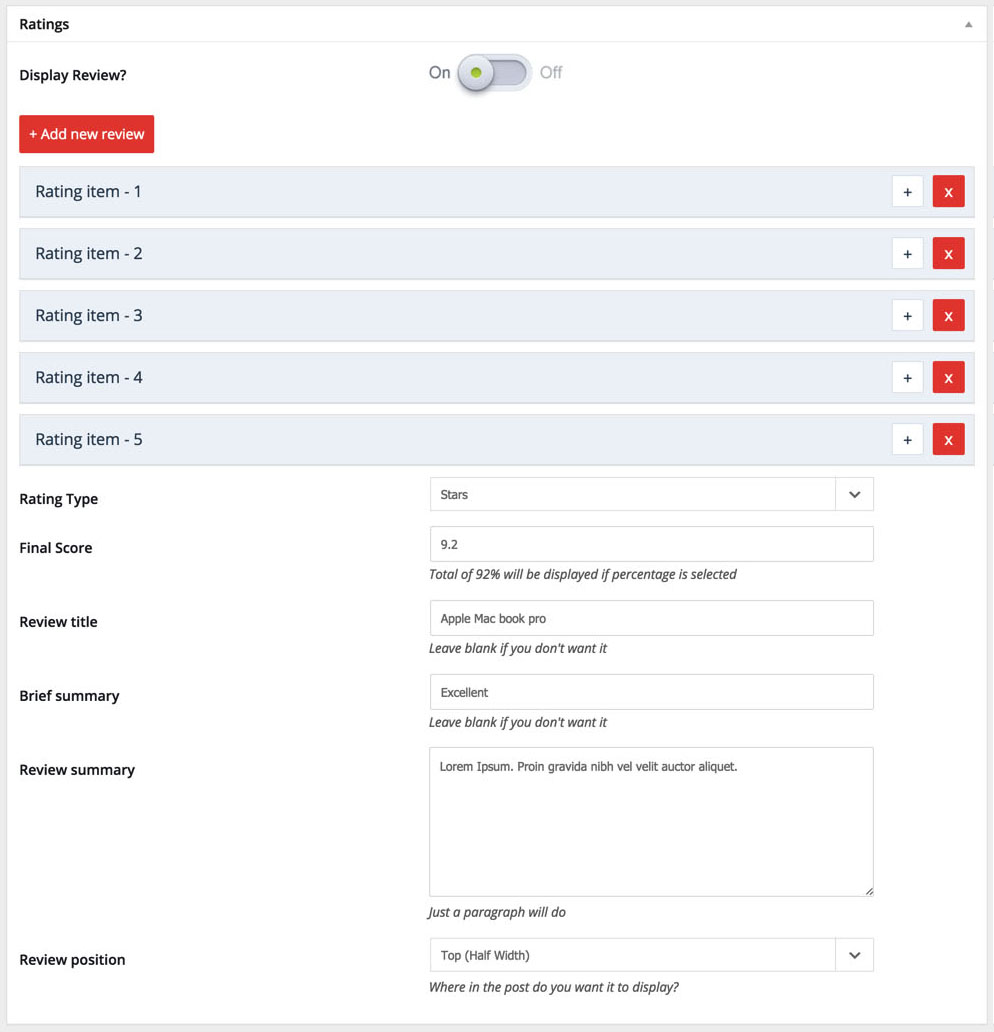 Ratings
Display Review?
On Off
+ Add new review
Rating item - 1 + x
Rating item - 2 + x
Rating item - 3 + x
Rating item - 4 + x
Rating item - 5 + x
Rating Type Stars
Final Score 9.2
Total of 92% will be displayed if percentage is selected
Review title Apple Mac book pro
Leave blank if you don't want it
Brief summary Excellent
Leave blank if you don't want it
Review summary Lorem Ipsum. Proin gravida nibh vel velit auctor aliquet.
Just a paragraph will do
Review position Top (Half Width)
Where in the post do you want it to display?